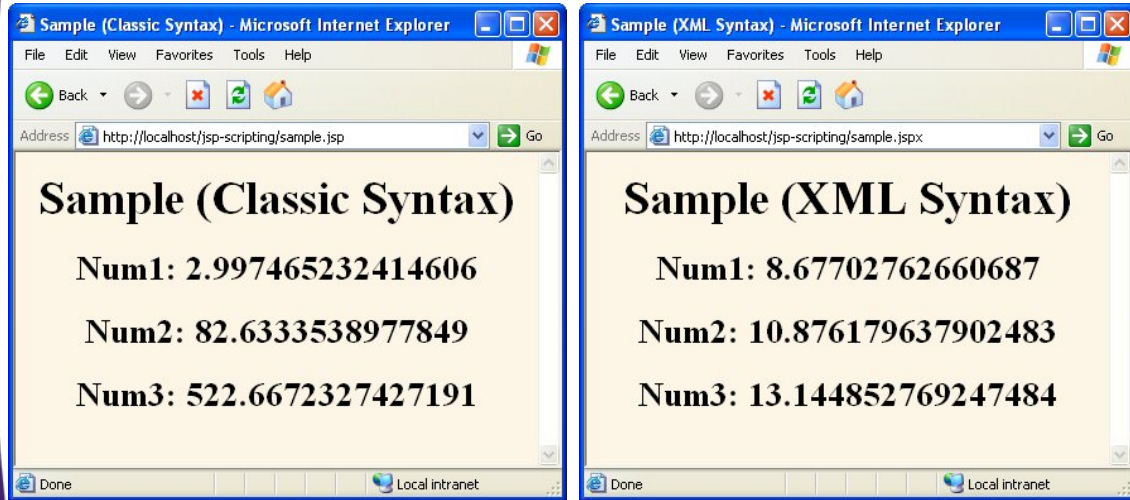 Sample (Classic Syntax) - Microsoft Internet Explorer
File Edit View Favorites Tools Help
Back
Address http://localhost/jsp-scripting/sample.jsp Go
Sample (Classic Syntax)
Num1: 2.997465232414606
Num2: 82.6333538977849
Num3: 522.6672327427191
Done Local intranet
Sample (XML Syntax) - Microsoft Internet Explorer
File Edit View Favorites Tools Help
Back
Address http://localhost/jsp-scripting/sample.jspx Go
Sample (XML Syntax)
Num1: 8.67702762660687
Num2: 10.876179637902483
Num3: 13.144852769247484
Done Local intranet